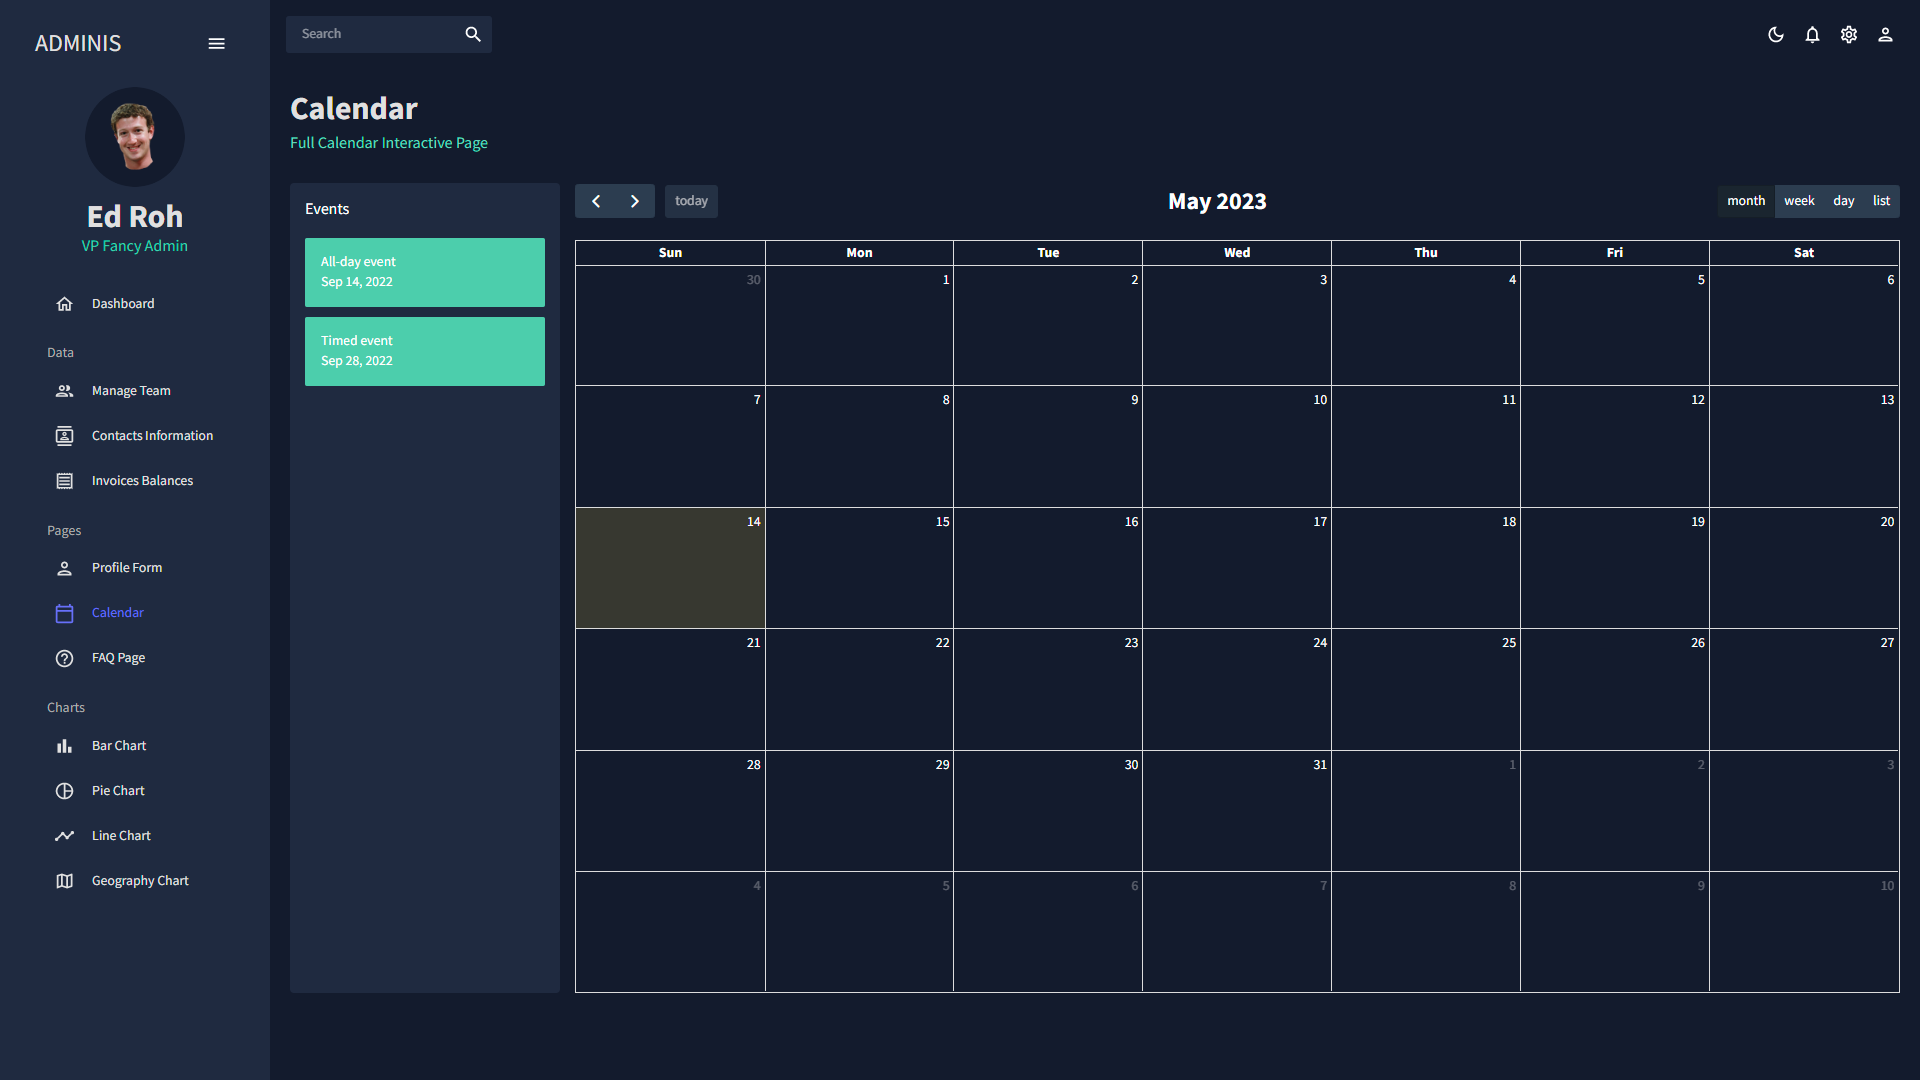 ADMINIS
Search
Ed Roh
VP Fancy Admin
Dashboard
Data
Manage Team
Contacts Information
Invoices Balances
Pages
Profile Form
Calendar
FAQ Page
Charts
Bar Chart
Pie Chart
Line Chart
Geography Chart
Calendar
Full Calendar Interactive Page
Events
All-day event
Sep 14, 2022
Timed event
Sep 28, 2022
today
May 2023
month week day list
Sun Mon Tue Wed Thu Fri Sat
30 1 2 3 4 5 6
7 8 9 10 11 12 13
14 15 16 17 18 19 20
21 22 23 24 25 26 27
28 29 30 31 1 2 3
4 5 6 7 8 9 10